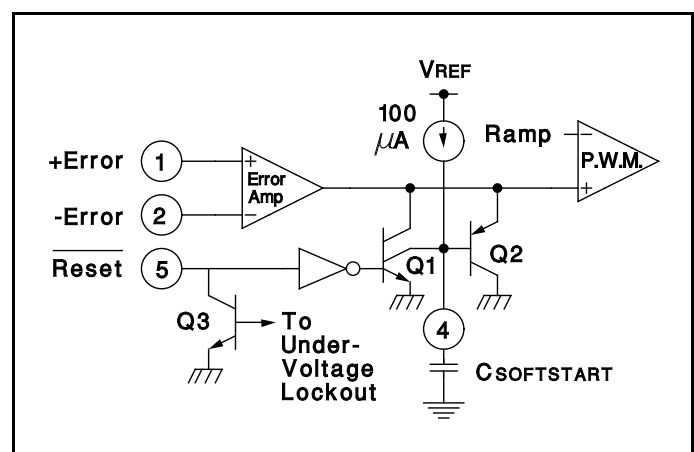 VREF
100
µA
Ramp
P.W.M.
+Error 1
Error
Amp
-Error 2
Reset 5
Q1
Q2
Q3
To
Under-
Voltage
Lockout
4
CSOFTSTART
+
−
−
+